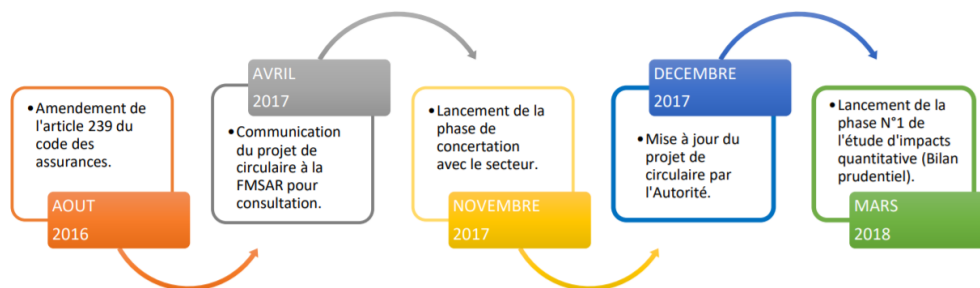 •Amendement de
l'article 239 du
code des
assurances.
AOUT
2016
AVRIL
2017
•Communication
du projet de
circulaire à la
FMSAR pour
consultation.
•Lancement de la
phase de
concertation
avec le secteur.
NOVEMBRE
2017
DECEMBRE
2017
•Mise à jour du
projet de
circulaire par
l'Autorité.
•Lancement de la
phase N°1 de
l'étude d'impacts
quantitative (Bilan
prudentiel).
MARS
2018